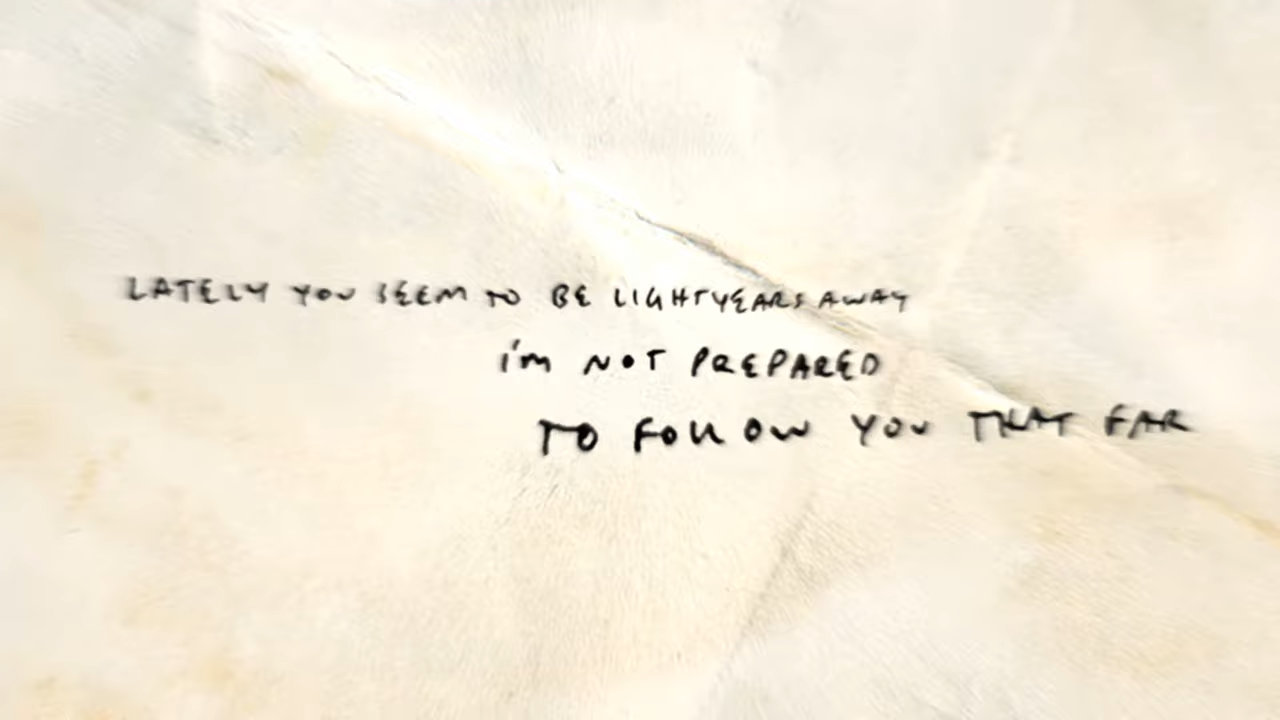 LATELY YOU SEEM TO BE LIGHTYEARS AWAY
i'm NOT PREPARED
TO FOLLOW YOU THAT FAR